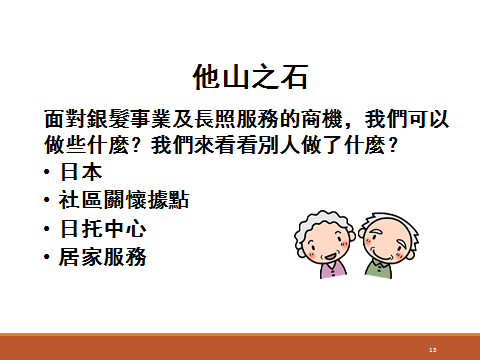 他山之石
面對銀髮事業及長照服務的商機，我們可以
做些什麼？我們來看看別人做了什麼？
• 日本
• 社區關懷據點
• 日托中心
• 居家服務
13